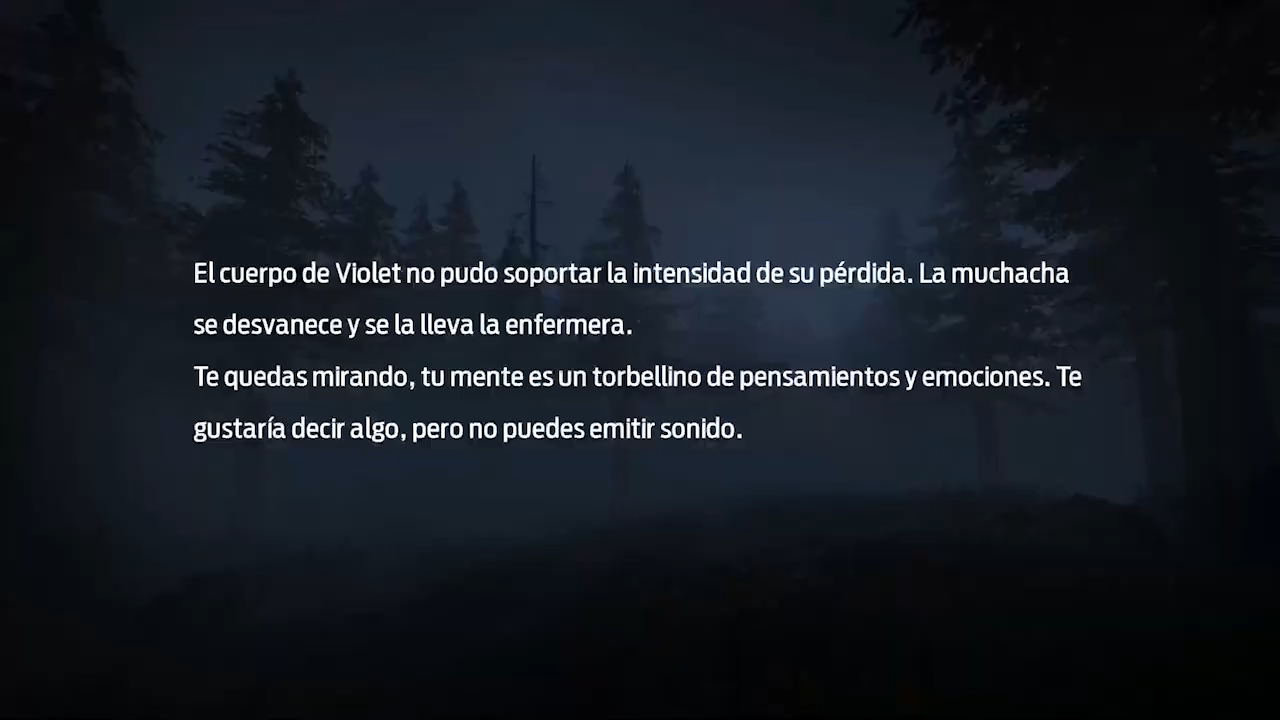 El cuerpo de Violet no pudo soportar la intensidad de su pérdida. La muchacha
se desvanece y se la lleva la enfermera.
Te quedas mirando, tu mente es un torbellino de pensamientos y emociones. Te
gustaría decir algo, pero no puedes emitir sonido.